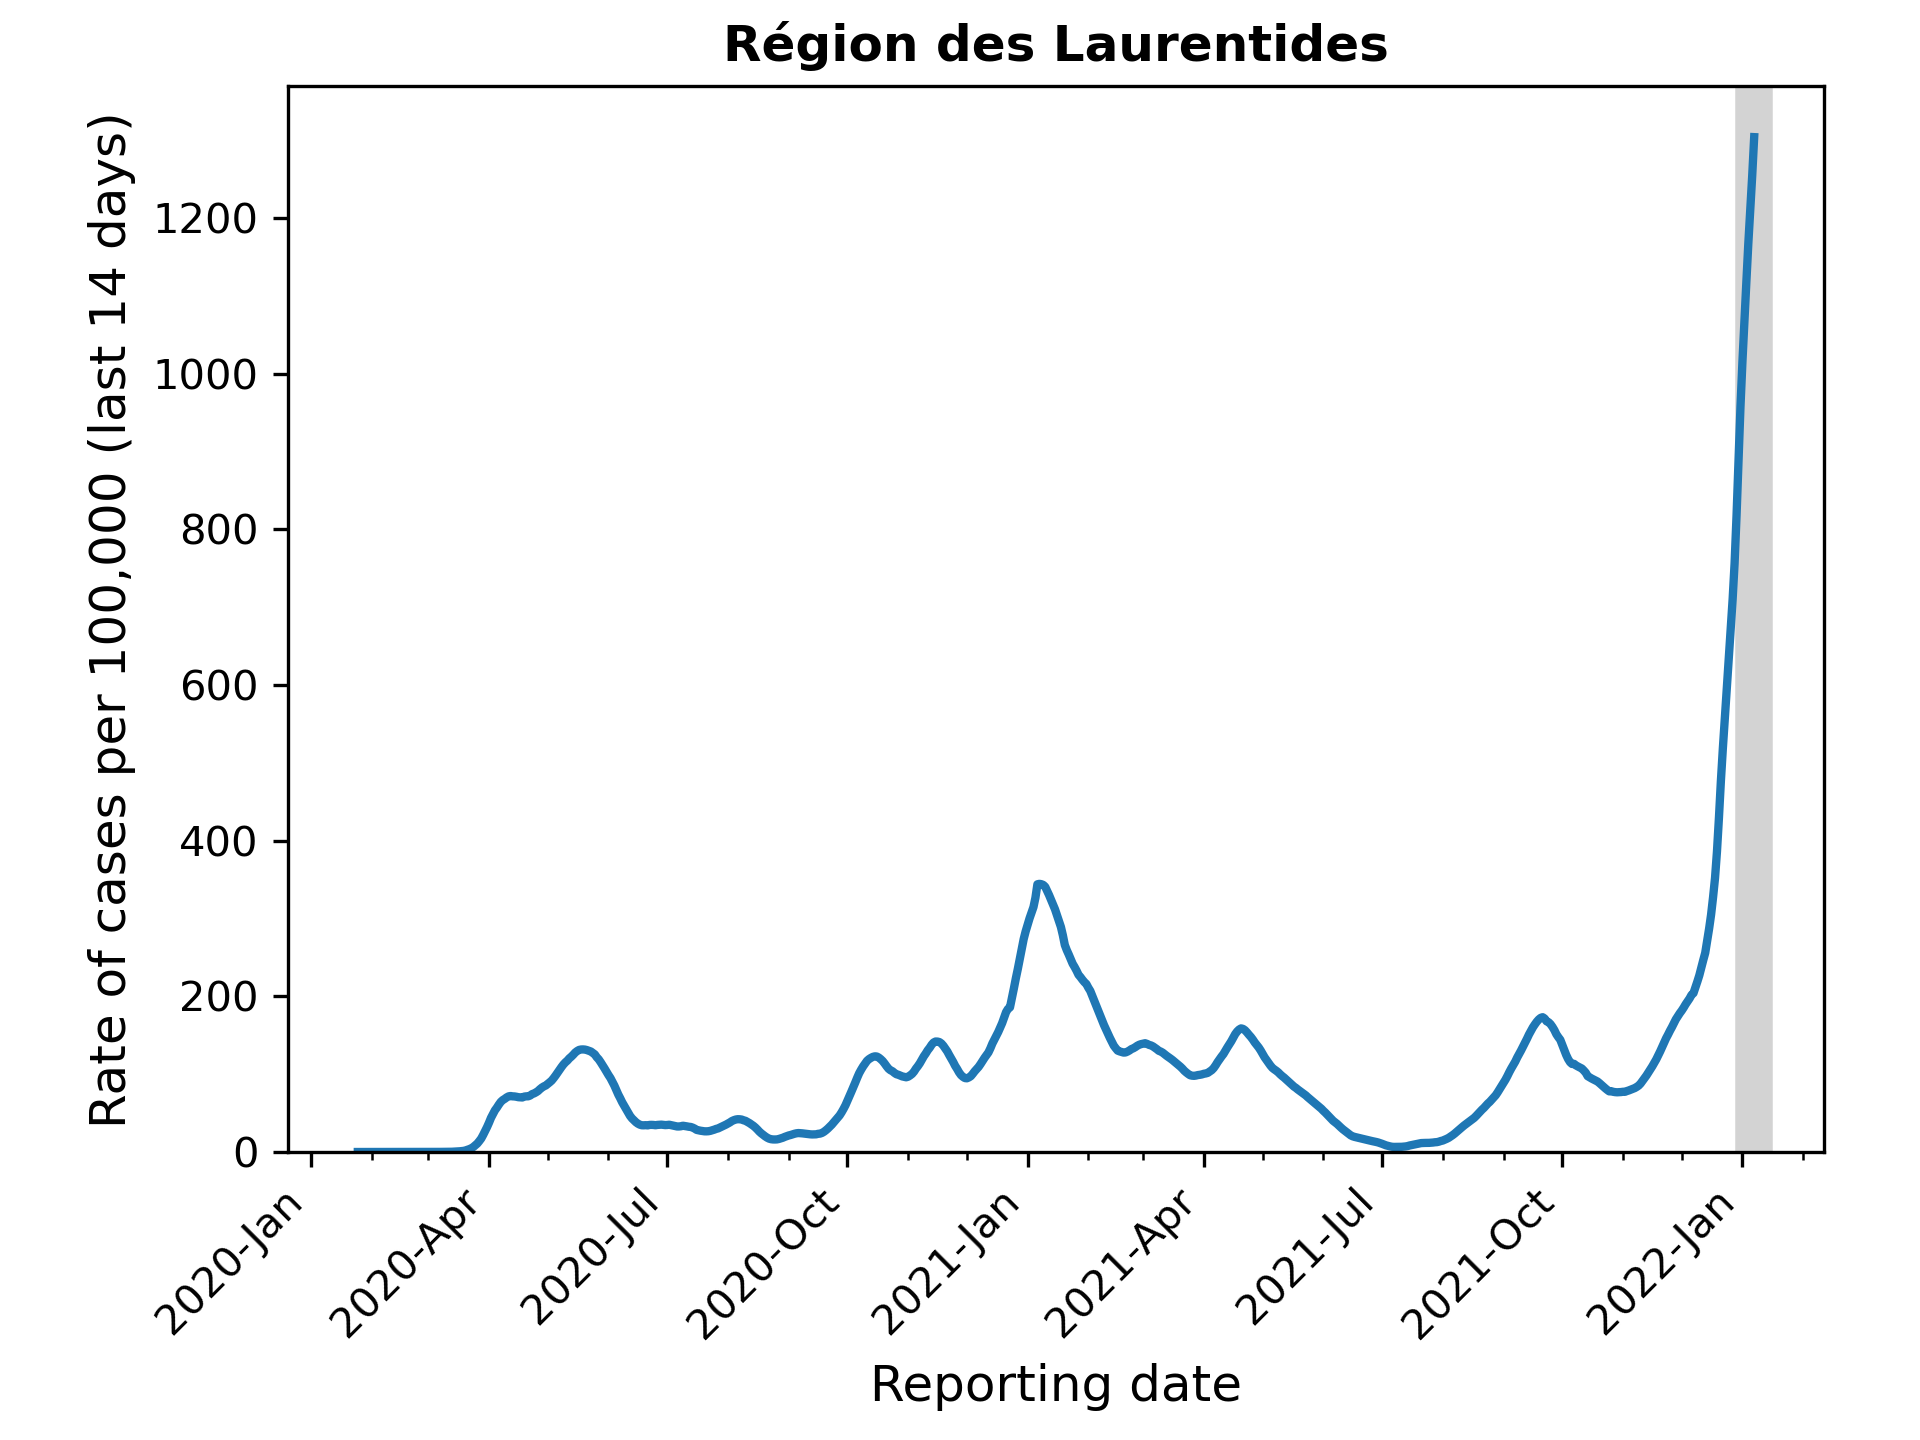 Région des Laurentides
Rate of cases per 100,000 (last 14 days)
1200
1000
800
600
400
200
0
2020-Jan
2020-Apr
2020-Jul
2020-Oct
2021-Jan
2021-Apr
2021-Jul
2021-Oct
2022-Jan
Reporting date